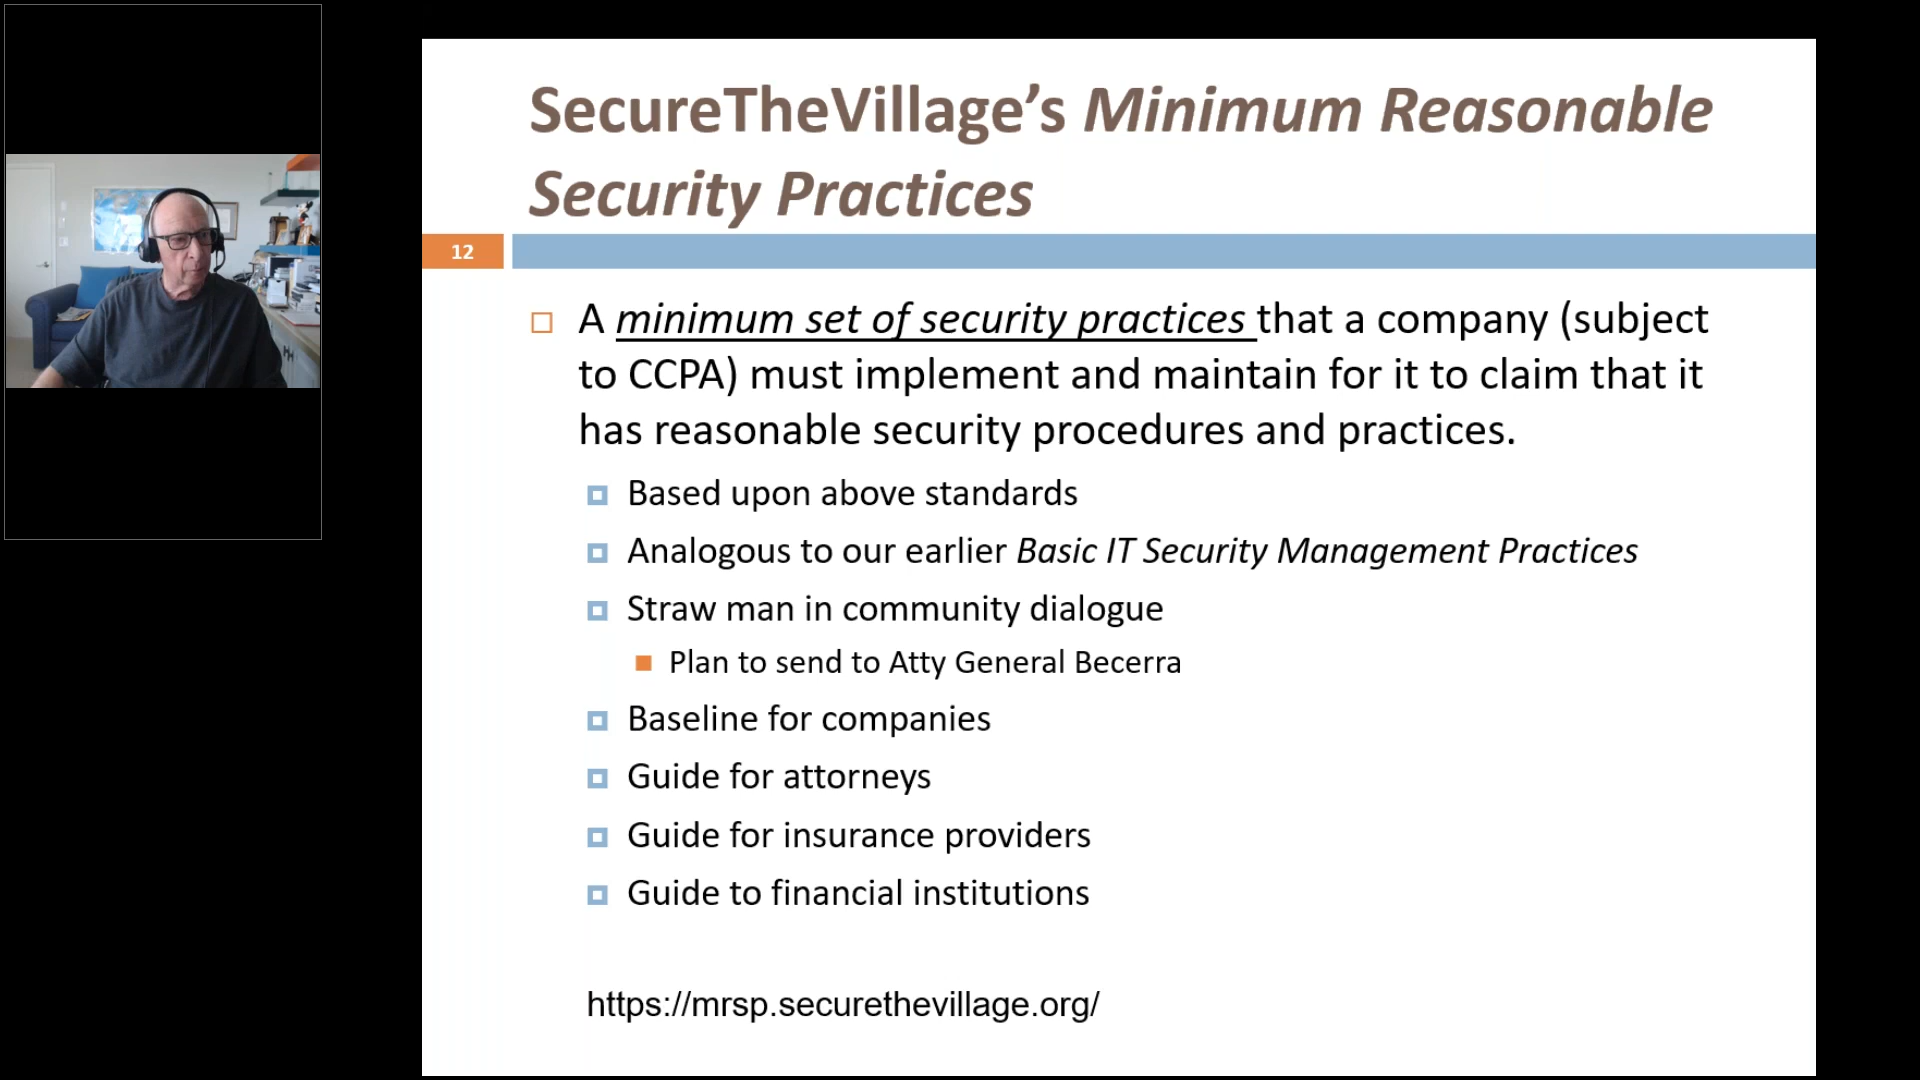 SecureTheVillage’s Minimum Reasonable
Security Practices
12
A minimum set of security practices that a company (subject
to CCPA) must implement and maintain for it to claim that it
has reasonable security procedures and practices.
Based upon above standards
Analogous to our earlier Basic IT Security Management Practices
Straw man in community dialogue
Plan to send to Atty General Becerra
Baseline for companies
Guide for attorneys
Guide for insurance providers
Guide to financial institutions
https://mrsp.securethevillage.org/